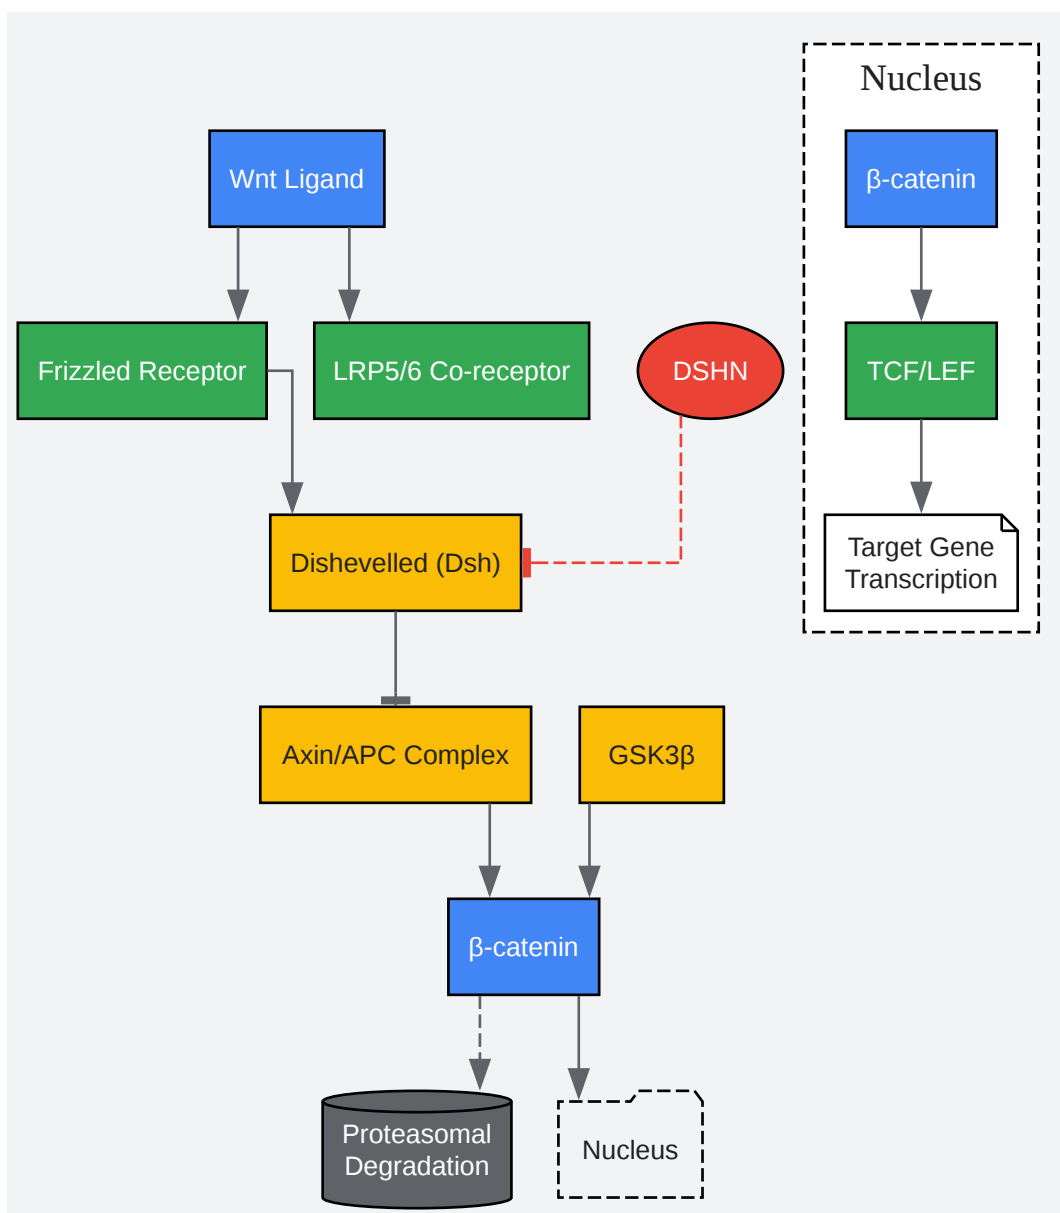 Nucleus
Wnt Ligand
β-catenin
Frizzled Receptor
LRP5/6 Co-receptor
DSHN
TCF/LEF
Dishevelled (Dsh)
Target Gene
Transcription
Axin/APC Complex
GSK3β
β-catenin
Proteasomal
Degradation
Nucleus